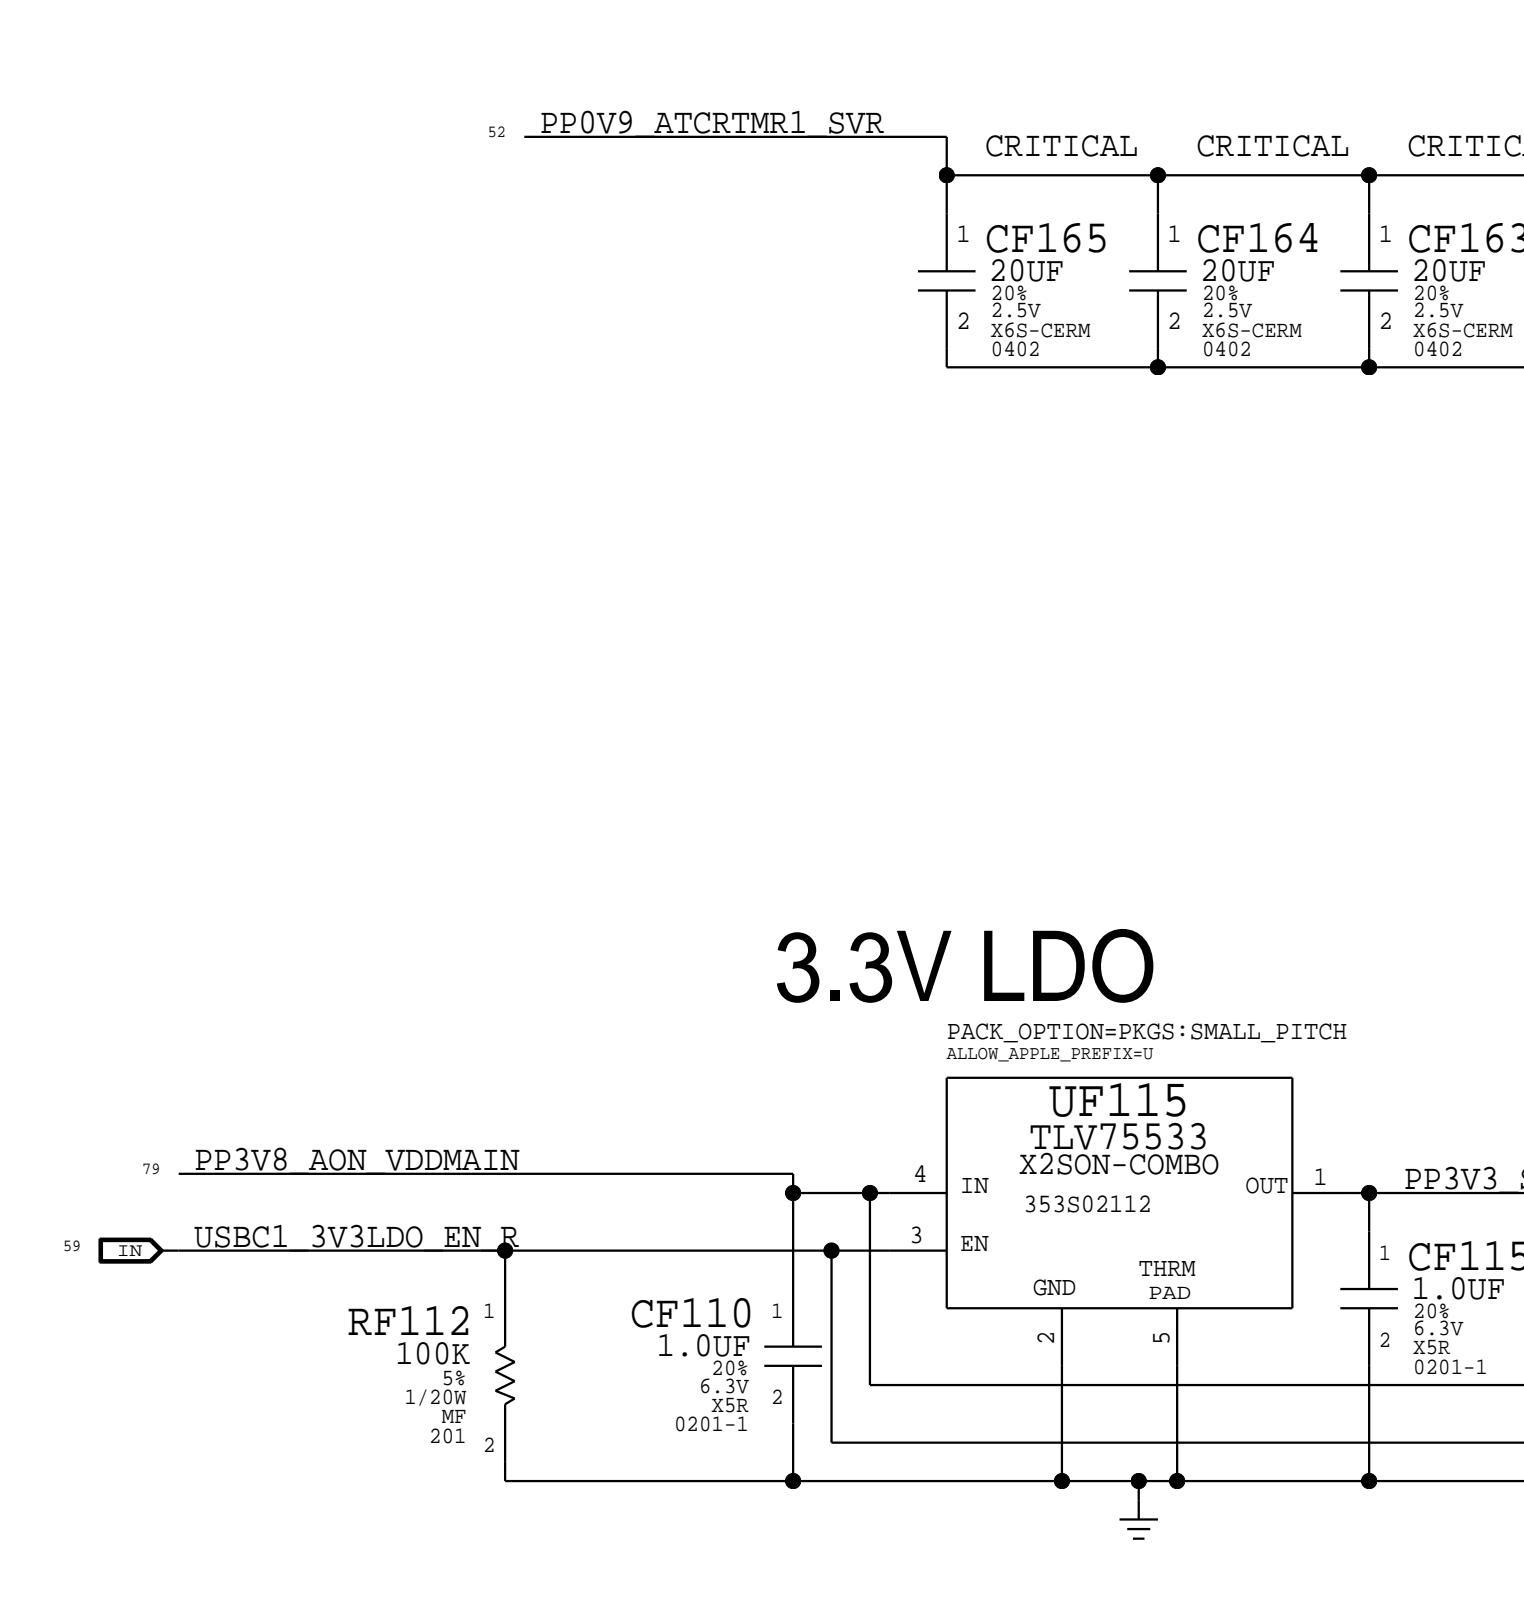 52 PP0V9_ATCRTMR1_SVR
CRITICAL CRITICAL
1 CF165 1 CF164 1 CF163
20UF 20UF 20UF
20% 20% 20%
2.5V 2.5V 2.5V
2 X6S-CERM 2 X6S-CERM 2 X6S-CERM
0402 0402 0402
3.3V LDO
PACK_OPTION=PKGS:SMALL_PITCH
ALLOW_APPLE_PREFIX=U
UF115
TLV75533
X2SON-COMBO
353S02112
79 PP3V8_AON_VDDMAIN
4 IN
OUT 1 PP3V3_
59 IN USBC1_3V3LDO_EN_R
3 EN
GND
THRM
PAD
2 5
RF112 1
100K
5%
1/20W
MF
201 2
CF110 1
1.0UF
20%
6.3V
X5R 2
0201-1
1 CF115
1.0UF
20%
6.3V
2 X5R
0201-1